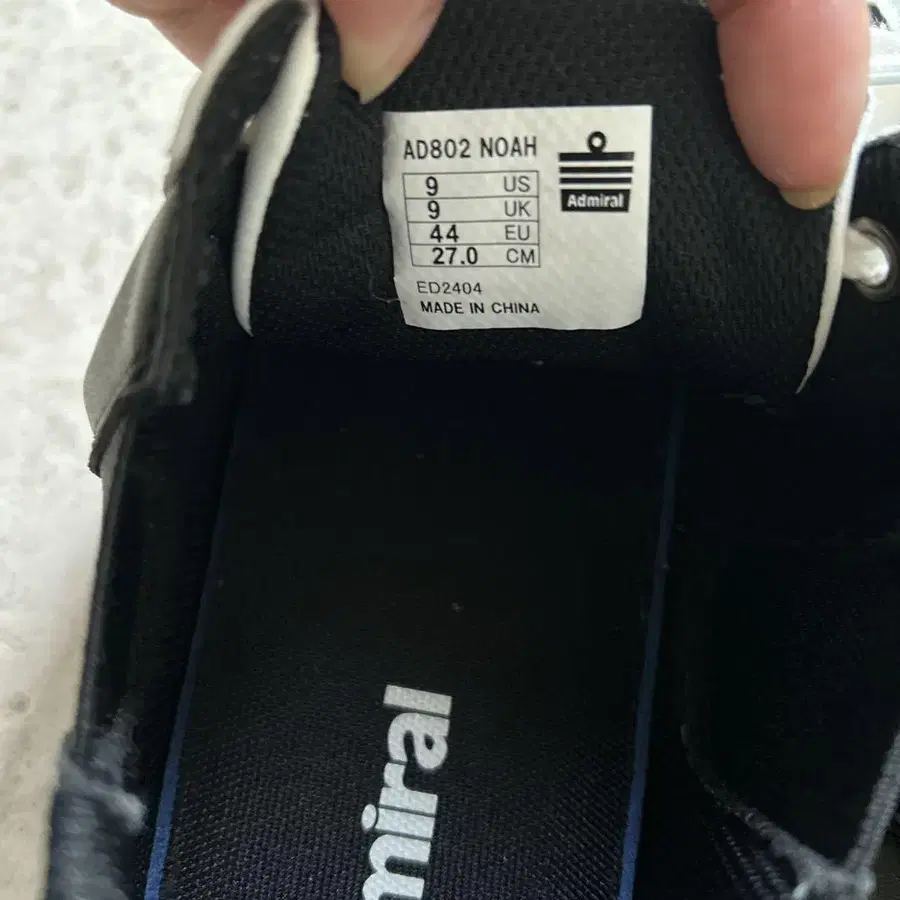 AD802 NOAH
9 US
9 UK
44 EU
27.0 CM
ED2404
MADE IN CHINA
Admiral
miral